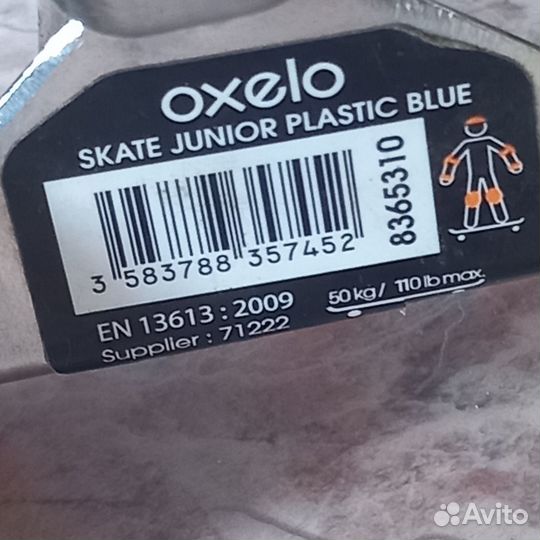 oxelo
SKATE JUNIOR PLASTIC BLUE
8365310
3 583788 357452
EN 13613 : 2009
50 kg / 110 lb max.
Supplier : 71222
Avito